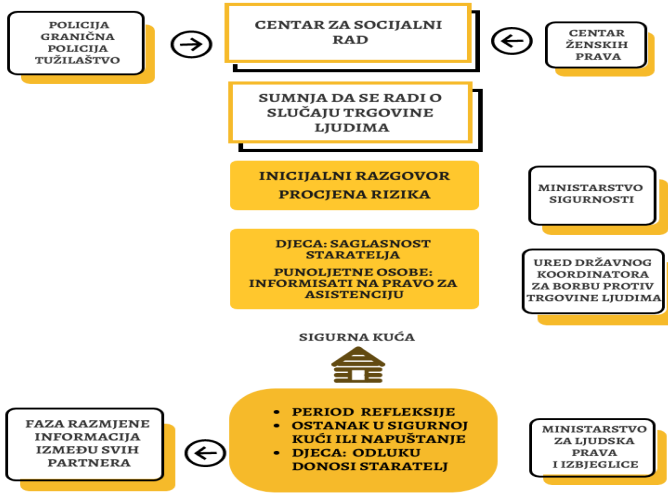 POLICIJA
GRANIČNA
POLICIJA
TUŽILAŠTVO
CENTAR ZA SOCIJALNI
RAD
CENTAR
ŽENSKIH
PRAVA
SUMNJA DA SE RADI O
SLUČAJU TRGOVINE
LJUDIMA
INICIJALNI RAZGOVOR
PROCJENA RIZIKA
MINISTARSTVO
SIGURNOSTI
DJECA: SAGLASNOST
STARATELJA
PUNOLJETNE OSOBE:
INFORMISATI NA PRAVO ZA
ASISTENCIJU
URED DRŽAVNOG
KOORDINATORA
ZA BORBU PROTIV
TRGOVINE LJUDIMA
SIGURNA KUĆA
• PERIOD REFLEKSIJE
• OSTANAK U SIGURNOJ
KUĆI ILI NAPUŠTANJE
• DJECA: ODLUKU
DONOSI STARATELJ
FAZA RAZMJENE
INFORMACIJA
IZMEĐU SVIH
PARTNERA
MINISTARSTVO
ZA LJUDSKA
PRAVA
I IZBJEGLICE